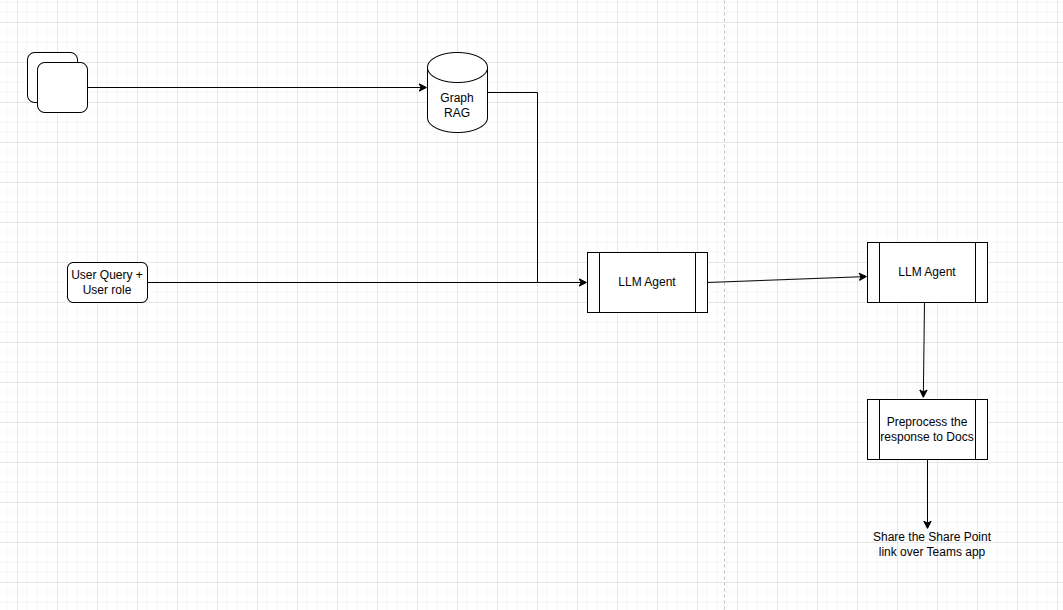 Graph
RAG
User Query +
User role
LLM Agent
LLM Agent
Preprocess the
response to Docs
Share the Share Point
link over Teams app